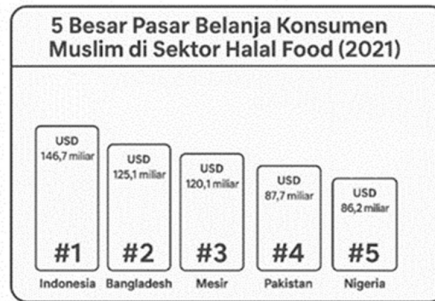 5 Besar Pasar Belanja Konsumen
Muslim di Sektor Halal Food (2021)
USD
146,7 miliar
#1
Indonesia
USD
125,1 miliar
#2
Bangladesh
USD
120,1 miliar
#3
Mesir
USD
87,7 miliar
#4
Pakistan
USD
86,2 miliar
#5
Nigeria